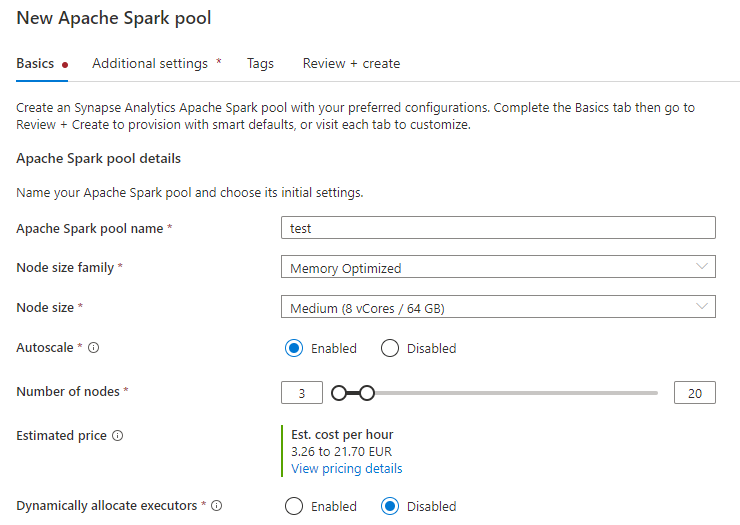 New Apache Spark pool
Basics Additional settings * Tags Review + create
Create an Synapse Analytics Apache Spark pool with your preferred configurations. Complete the Basics tab then go to
Review + Create to provision with smart defaults, or visit each tab to customize.
Apache Spark pool details
Name your Apache Spark pool and choose its initial settings.
Apache Spark pool name * test
Node size family * Memory Optimized
Node size * Medium (8 vCores / 64 GB)
Autoscale * Enabled Disabled
Number of nodes * 3 20
Estimated price Est. cost per hour
3.26 to 21.70 EUR
View pricing details
Dynamically allocate executors * Enabled Disabled